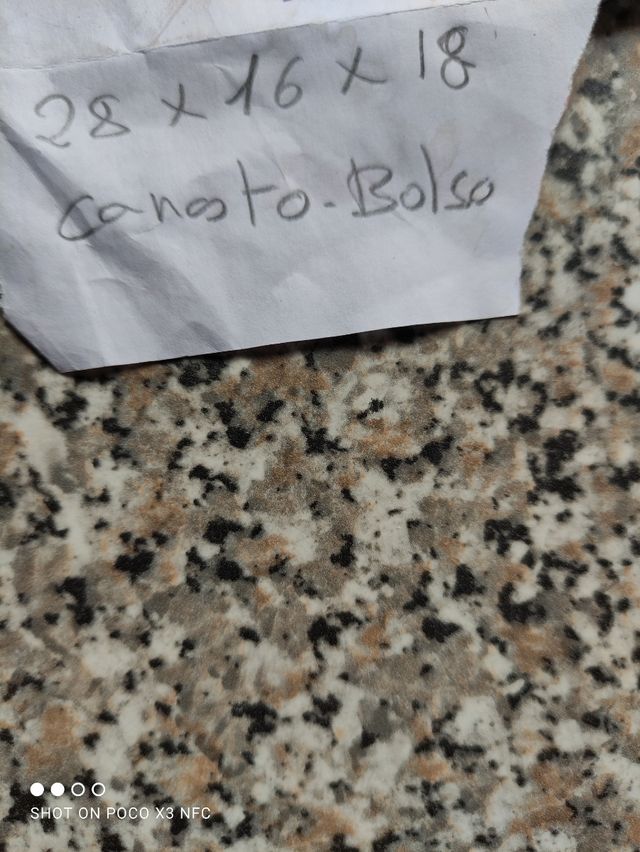 28 x 16 x 18
canasto-Bolso
SHOT ON POCO X3 NFC